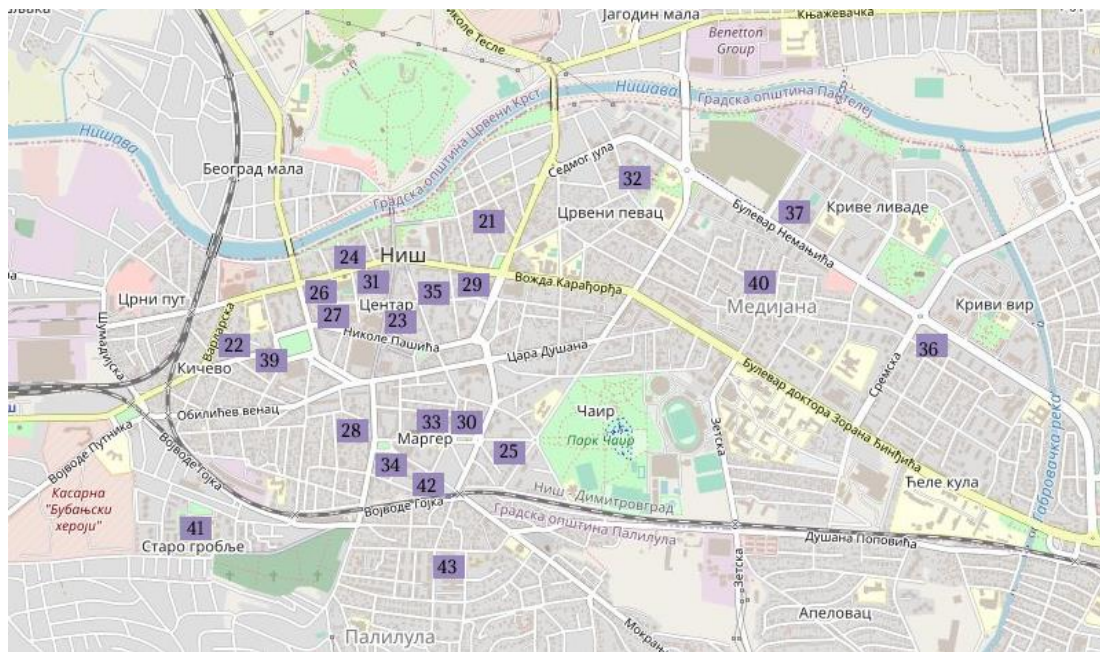 Јагодин мала
Књажевачка
Николе Тесле
Benetton
Group
Нишава
Градска општина Пантелеј
Нишава
Градска општина Црвени Крст
Београд мала
Седмог јула
32
Црвени певац
37
Криве ливаде
Булевар Немањића
21
24
Ниш
31
26
35
29
Вожда Карађорђа
40
Медијана
Криви вир
Црни пут
Центар
27
23
Николе Пашића
Шумадијска
Вардарска
22
39
Кичево
Цара Душана
36
Сремска
Булевар доктора Зорана Ђинђића
Обилићев венац
28
33
30
Маргер
25
Чаир
Парк Чаир
Зетска
Габровачка река
Војводе Путника
Војводе Гојка
34
42
Војводе Гојка
Ниш - Димитровград
Ћеле кула
Касарна
"Бубањски
хероји"
41
Старо гробље
Градска општина Палилула
Душана Поповића
43
Зетска
Апеловац
Палилула